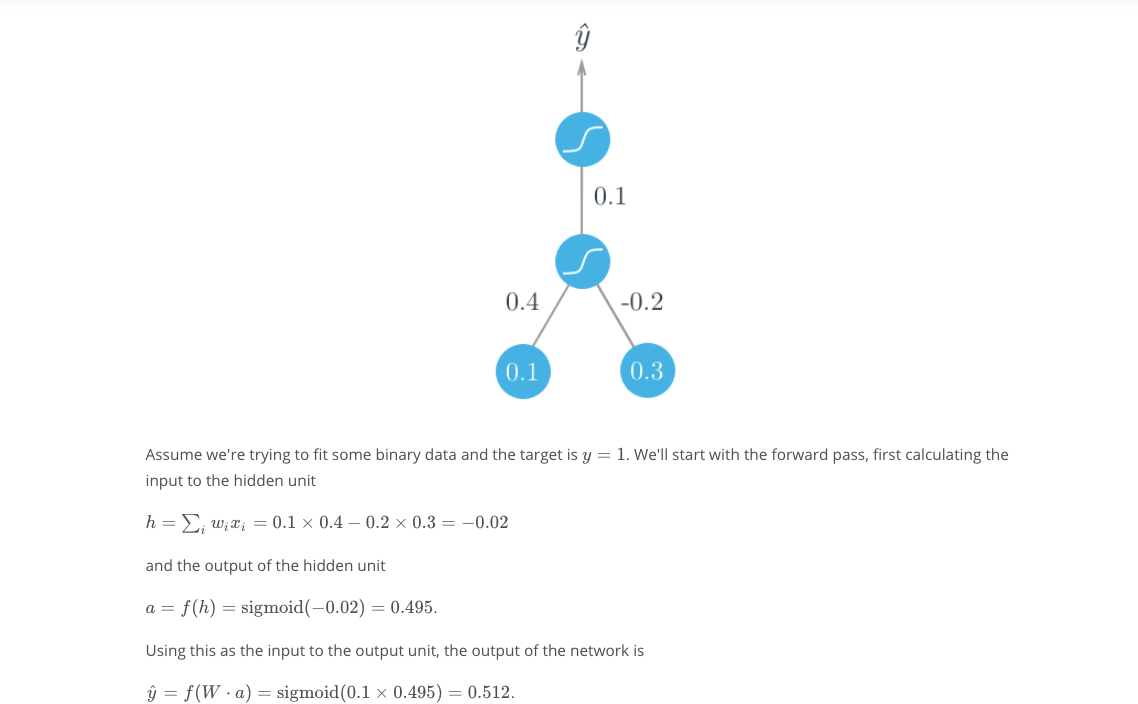 ŷ
0.1
0.4 -0.2
0.1 0.3
Assume we're trying to fit some binary data and the target is y = 1. We'll start with the forward pass, first calculating the
input to the hidden unit
h = ∑ᵢ wᵢxᵢ = 0.1 × 0.4 − 0.2 × 0.3 = −0.02
and the output of the hidden unit
a = f(h) = sigmoid(−0.02) = 0.495.
Using this as the input to the output unit, the output of the network is
ŷ = f(W · a) = sigmoid(0.1 × 0.495) = 0.512.